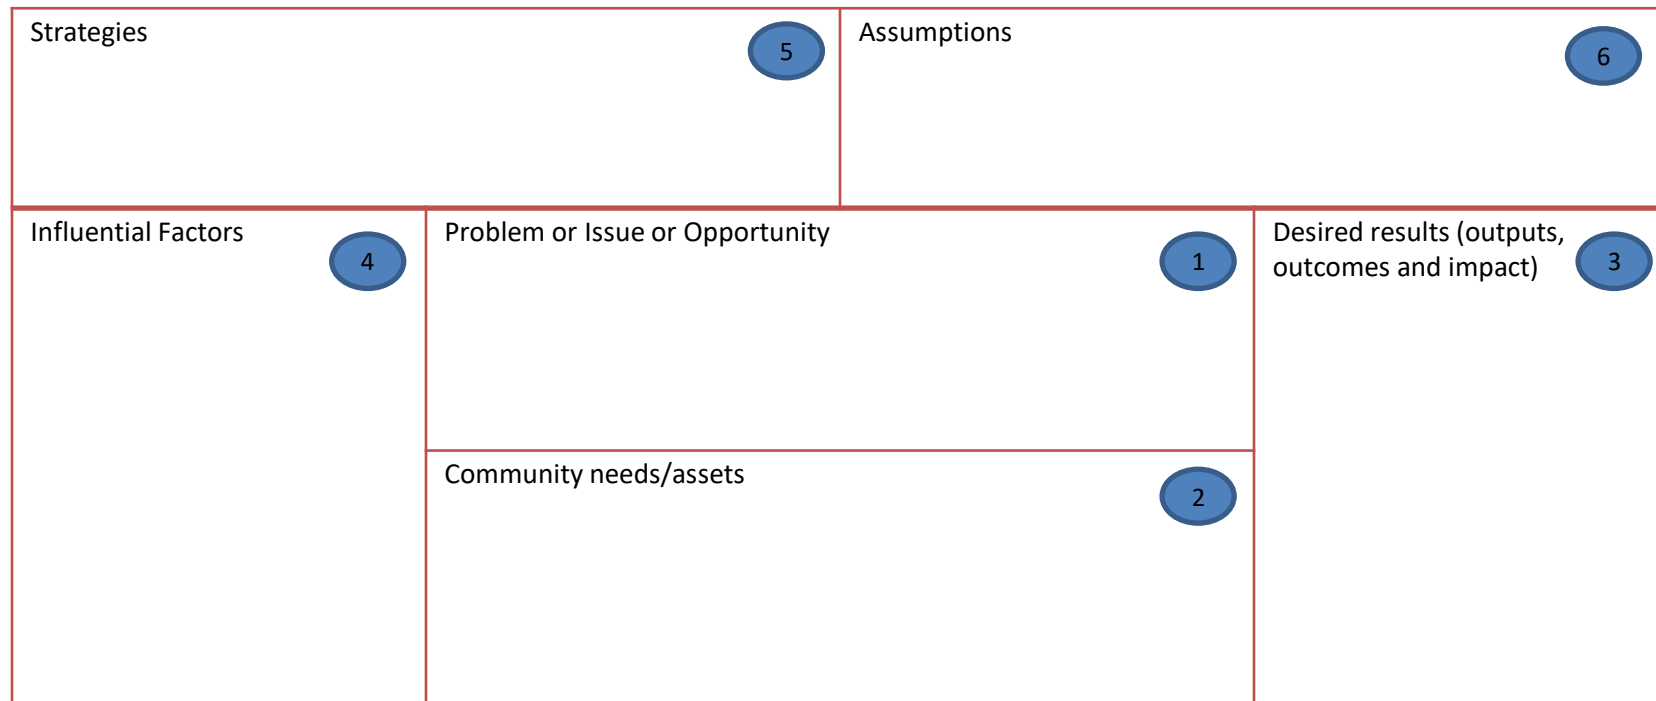 Strategies
5
Assumptions
6
Influential Factors
4
Problem or Issue or Opportunity
1
Desired results (outputs,
outcomes and impact)
3
Community needs/assets
2